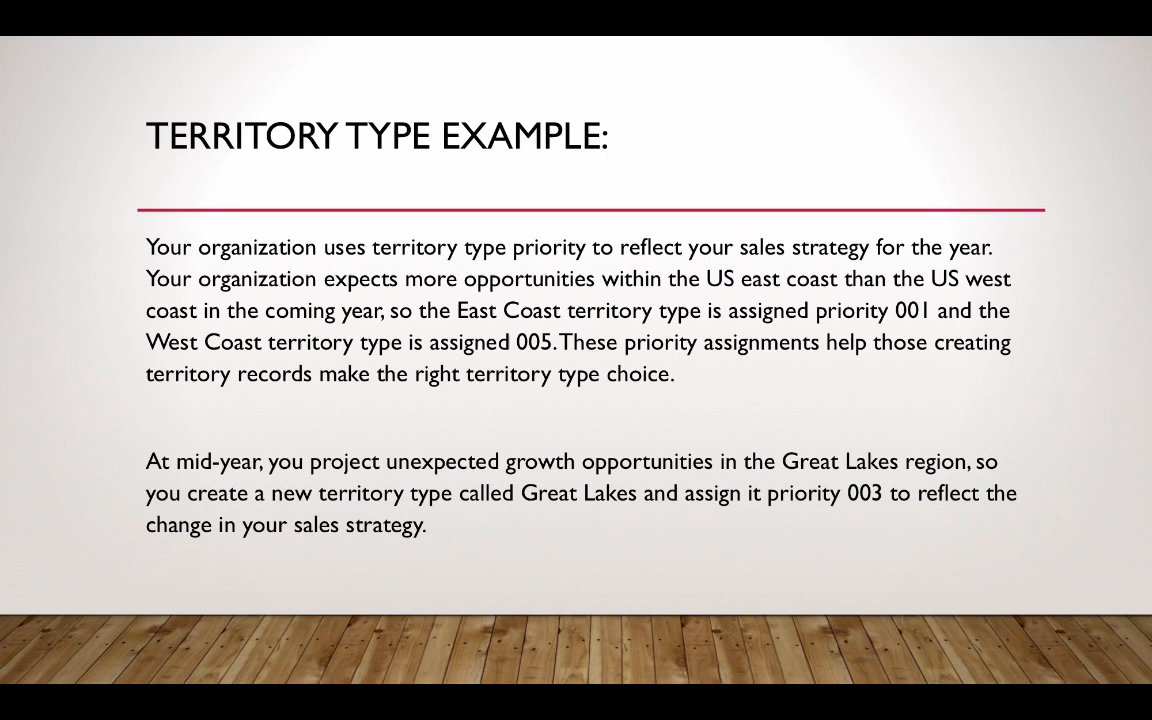 TERRITORY TYPE EXAMPLE:
Your organization uses territory type priority to reflect your sales strategy for the year.
Your organization expects more opportunities within the US east coast than the US west
coast in the coming year, so the East Coast territory type is assigned priority 001 and the
West Coast territory type is assigned 005. These priority assignments help those creating
territory records make the right territory type choice.
At mid-year, you project unexpected growth opportunities in the Great Lakes region, so
you create a new territory type called Great Lakes and assign it priority 003 to reflect the
change in your sales strategy.